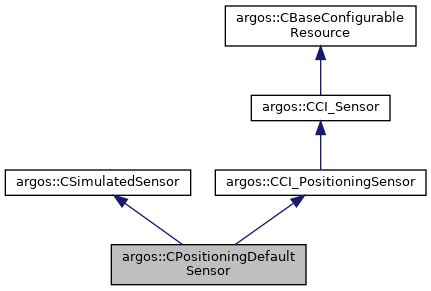 argos::CBaseConfigurable
Resource
argos::CCI_Sensor
argos::CSimulatedSensor
argos::CCI_PositioningSensor
argos::CPositioningDefault
Sensor